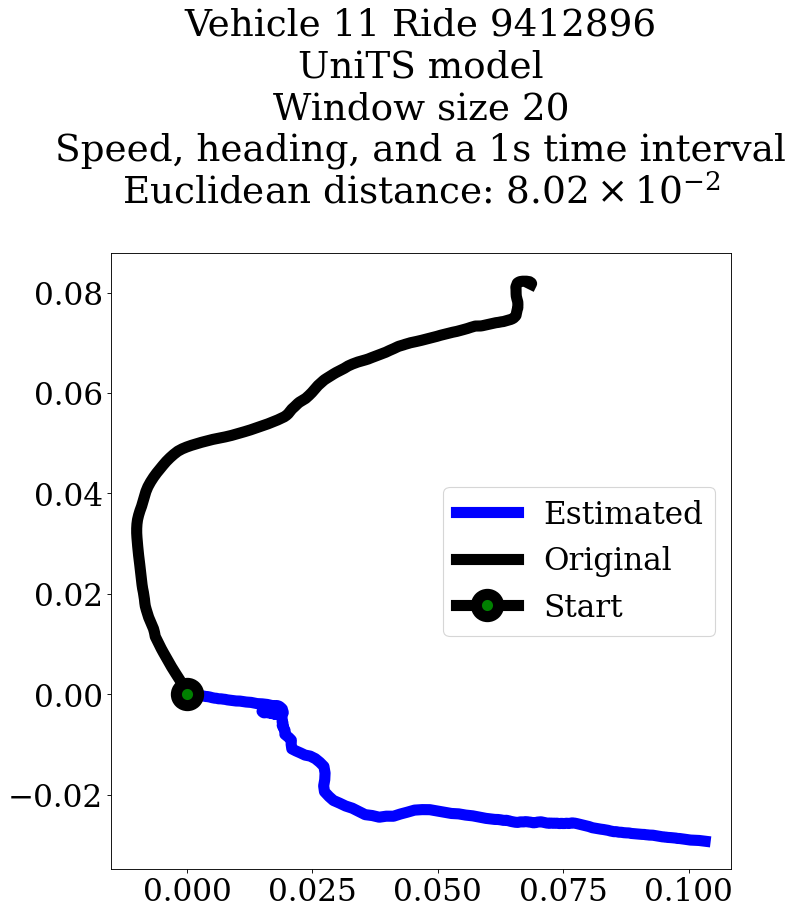 Vehicle 11 Ride 9412896
UniTS model
Window size 20
Speed, heading, and a 1s time interval
Euclidean distance: 8.02 × 10⁻²
0.08
0.06
0.04
0.02
0.00
−0.02
Estimated
Original
Start
0.000 0.025 0.050 0.075 0.100